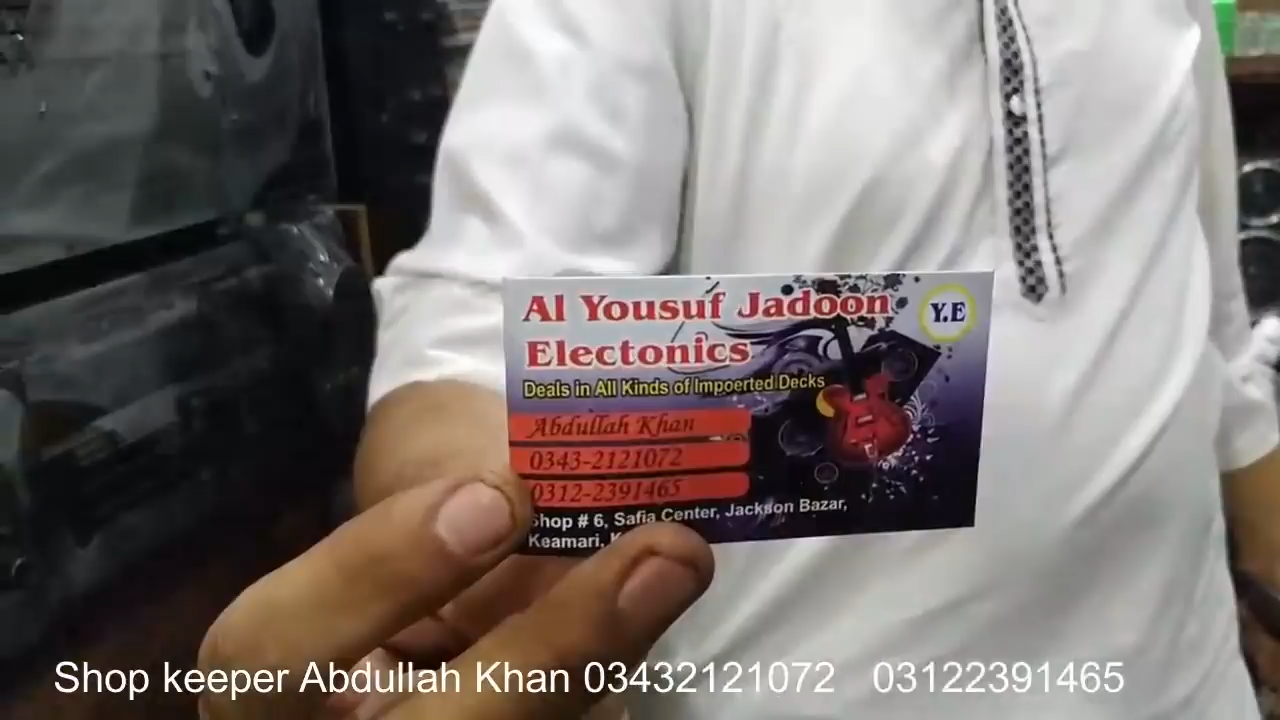 Al Yousuf Jadoon
Y.E
Electonics
Deals in All Kinds of Impoerted Decks
Abdullah Khan
0343-2121072
0312-2391465
Shop # 6, Safia Center, Jackson Bazar,
Keamari,
Shop keeper Abdullah Khan 03432121072 03122391465